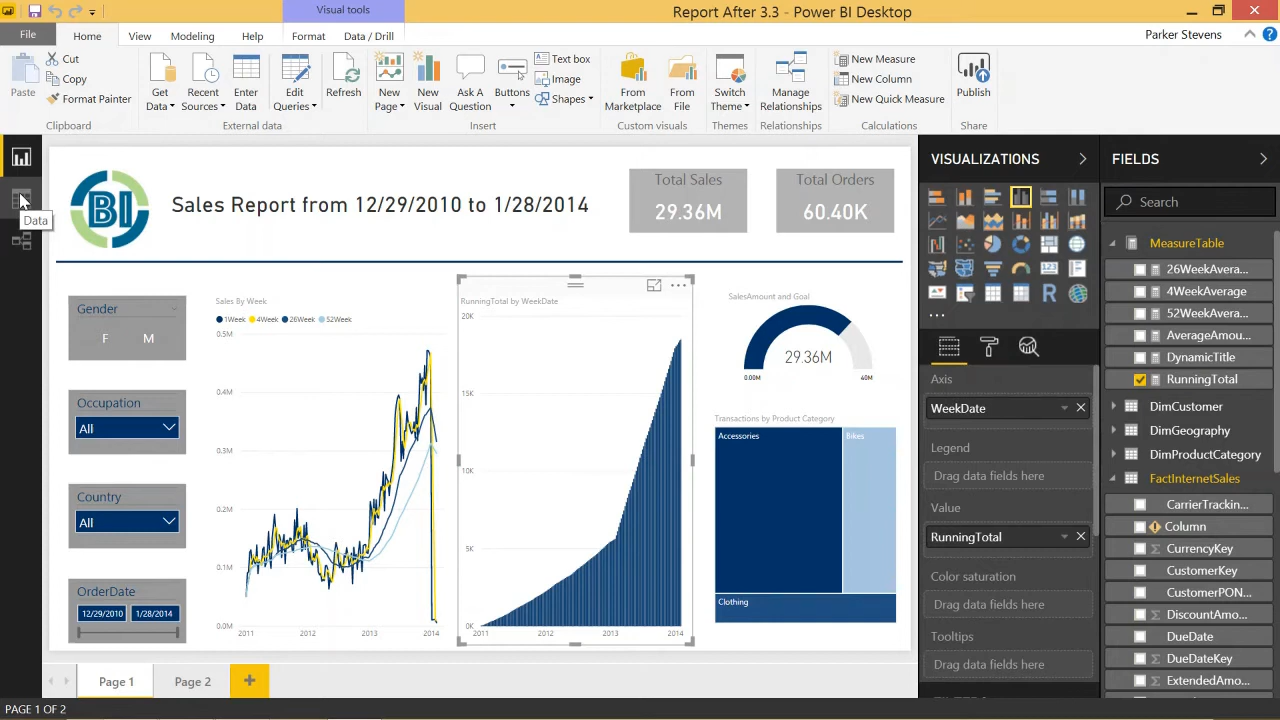 Visual tools
Report After 3.3 - Power BI Desktop
File
Home
View
Modeling
Help
Format
Data / Drill
Parker Stevens
Paste
Cut
Copy
Format Painter
Clipboard
Get
Data
Recent
Sources
Enter
Data
Edit
Queries
Refresh
External data
New
Page
New
Visual
Ask A
Question
Buttons
Text box
Image
Shapes
Insert
From
Marketplace
From
File
Custom visuals
Switch
Theme
Themes
Manage
Relationships
Relationships
New Measure
New Column
New Quick Measure
Calculations
Publish
Share
Data
BI
Sales Report from 12/29/2010 to 1/28/2014
Total Sales
29.36M
Total Orders
60.40K
Gender
F M
Occupation
All
Country
All
OrderDate
12/29/2010 1/28/2014
Sales By Week
1Week 4Week 26Week 52Week
0.5M
0.4M
0.3M
0.2M
0.1M
0.0M
2011 2012 2013 2014
RunningTotal by WeekDate
20K
15K
10K
5K
0K
2011 2012 2013 2014
SalesAmount and Goal
29.36M
0.00M 40M
Transactions by Product Category
Accessories
Bikes
Clothing
VISUALIZATIONS
R
Axis
WeekDate
Legend
Drag data fields here
Value
RunningTotal
Color saturation
Drag data fields here
Tooltips
Drag data fields here
FIELDS
Search
MeasureTable
26WeekAvera...
4WeekAverage
52WeekAvera...
AverageAmou...
DynamicTitle
RunningTotal
DimCustomer
DimGeography
DimProductCategory
FactInternetSales
CarrierTrackin...
Column
CurrencyKey
CustomerKey
CustomerPON...
DiscountAmo...
DueDate
DueDateKey
ExtendedAmo...
Page 1
Page 2
PAGE 1 OF 2